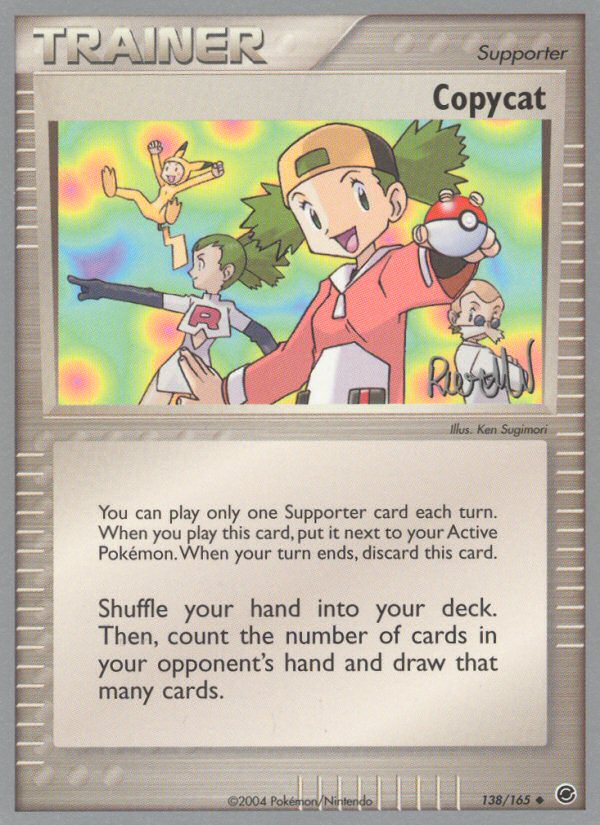 TRAINER
Supporter
Copycat
R
Illus. Ken Sugimori
You can play only one Supporter card each turn.
When you play this card, put it next to your Active
Pokémon. When your turn ends, discard this card.
Shuffle your hand into your deck.
Then, count the number of cards in
your opponent's hand and draw that
many cards.
©2004 Pokémon/Nintendo
138/165